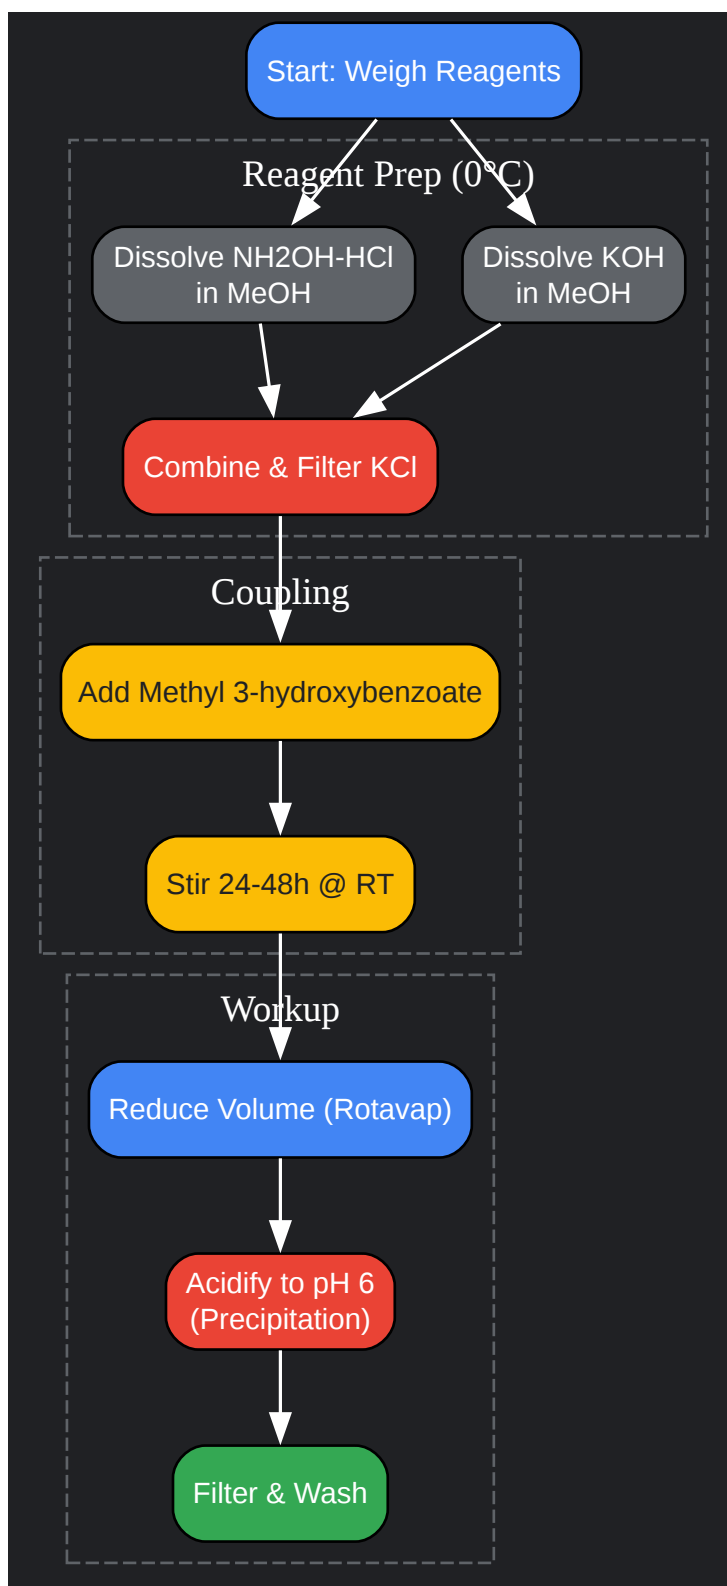 Start: Weigh Reagents
Reagent Prep (0°C)
Dissolve NH2OH-HCl
in MeOH
Dissolve KOH
in MeOH
Combine & Filter KCl
Coupling
Add Methyl 3-hydroxybenzoate
Stir 24-48h @ RT
Workup
Reduce Volume (Rotavap)
Acidify to pH 6
(Precipitation)
Filter & Wash